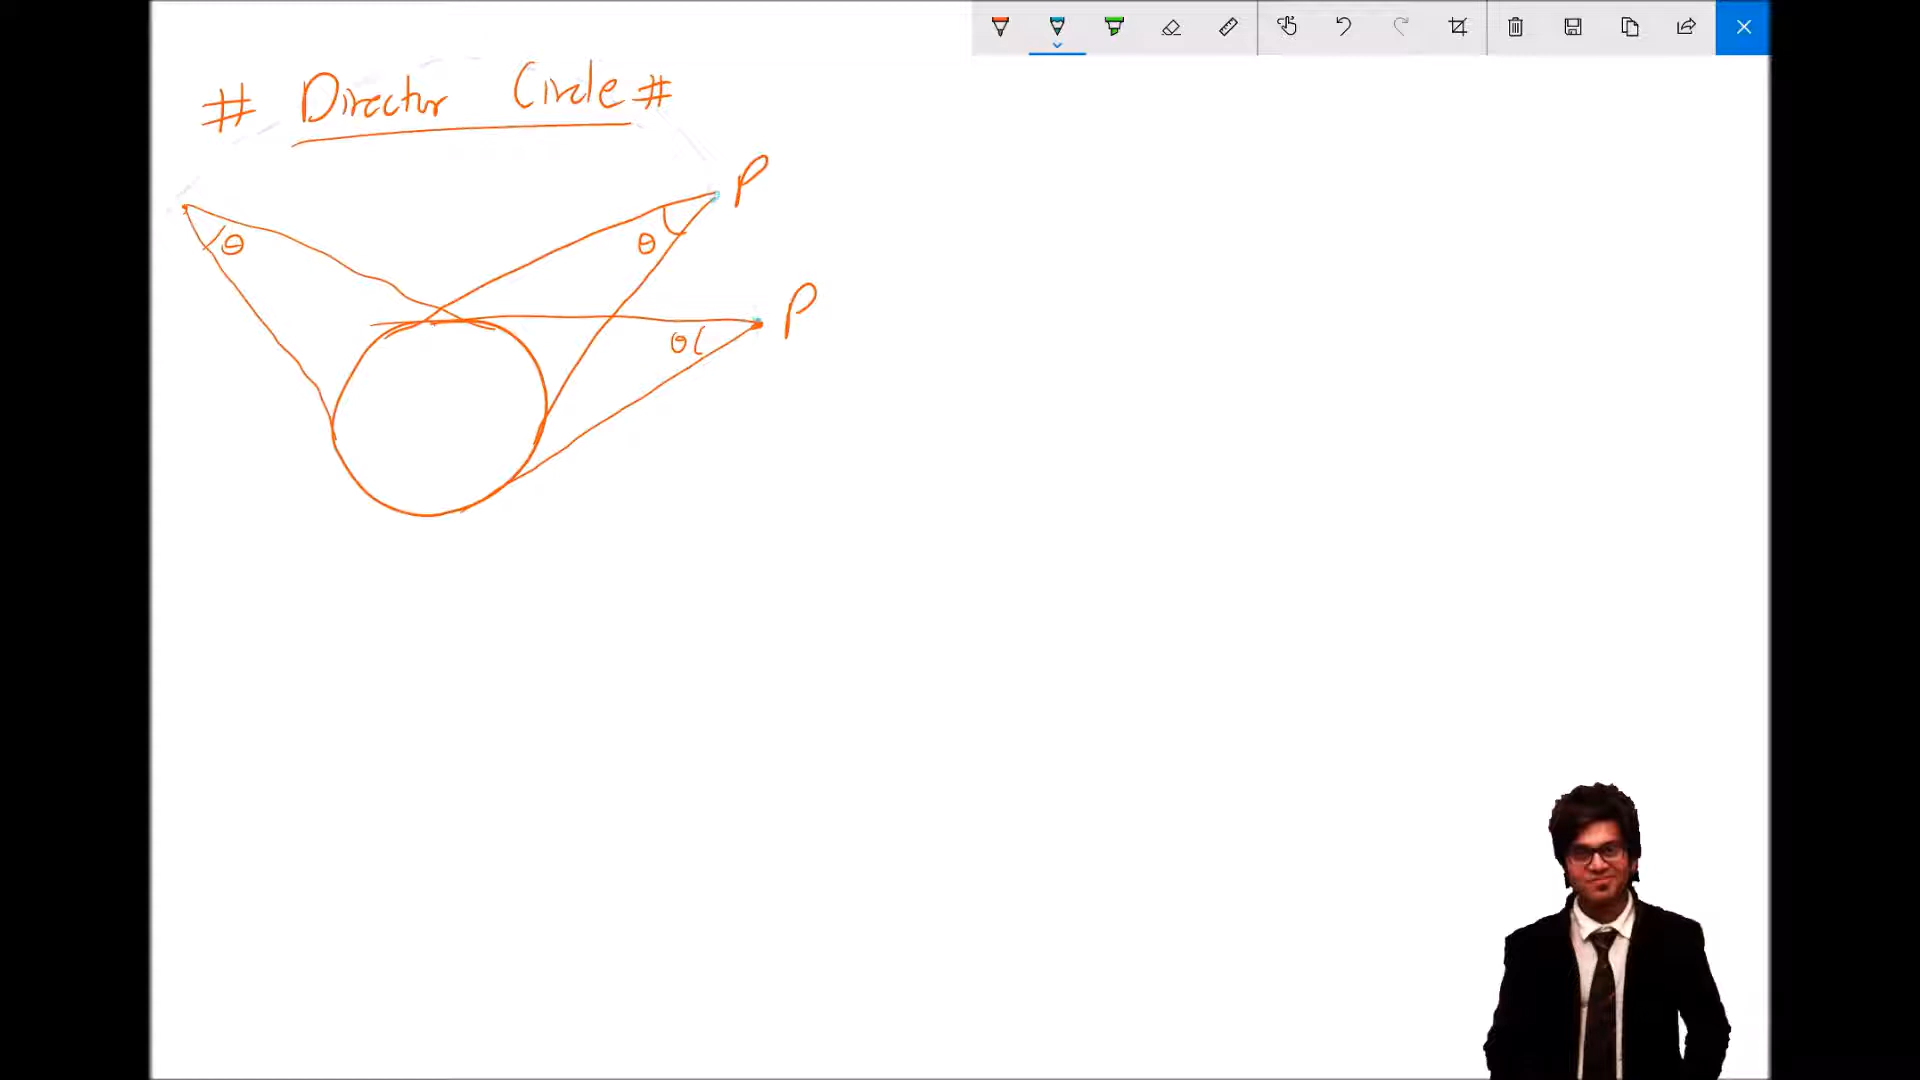 # Director Circle #
P
θ
θ
P
θ